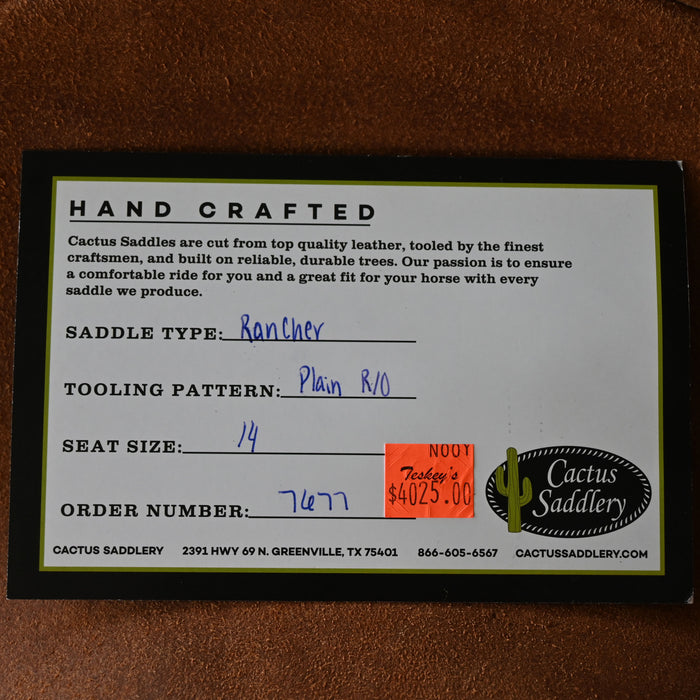 HAND CRAFTED
Cactus Saddles are cut from top quality leather, tooled by the finest
craftsmen, and built on reliable, durable trees. Our passion is to ensure
a comfortable ride for you and a great fit for your horse with every
saddle we produce.
SADDLE TYPE: Rancher
TOOLING PATTERN: Plain R/O
SEAT SIZE: 14
ORDER NUMBER: 7677
NOOY
Teskey's
$4025.00
Cactus
Saddlery
CACTUS SADDLERY 2391 HWY 69 N. GREENVILLE, TX 75401 866-605-6567 CACTUSSADDLERY.COM